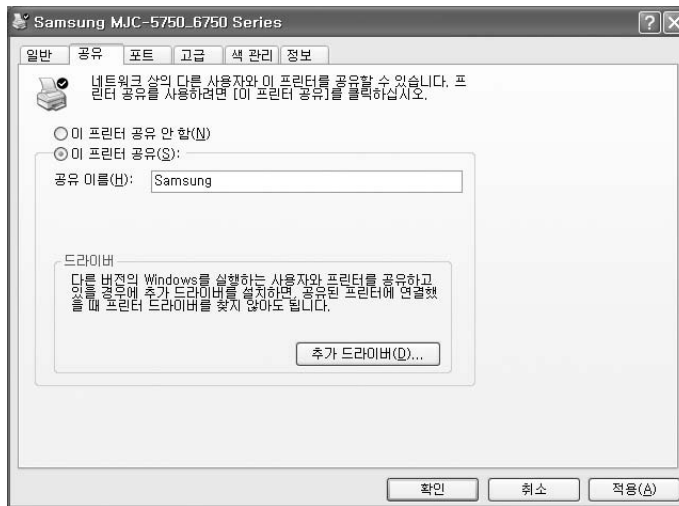 Samsung MJC-5750_6750 Series
일반 공유 포트 고급 색 관리 정보
네트워크 상의 다른 사용자와 이 프린터를 공유할 수 있습니다. 프
린터 공유를 사용하려면 [이 프린터 공유]를 클릭하십시오.
이 프린터 공유 안 함(N)
이 프린터 공유(S):
공유 이름(H): Samsung
드라이버
다른 버전의 Windows를 실행하는 사용자와 프린터를 공유하고
있을 경우에 추가 드라이버를 설치하면, 공유된 프린터에 연결했
을 때 프린터 드라이버를 찾지 않아도 됩니다.
추가 드라이버(D)...
확인 취소 적용(A)